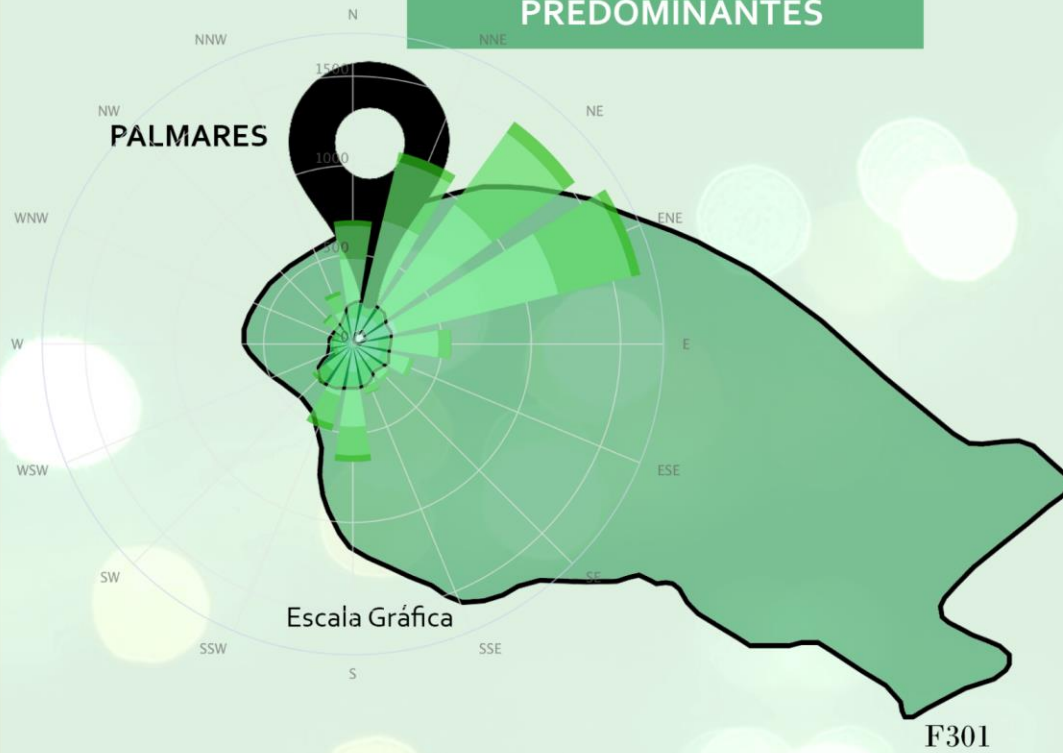 PREDOMINANTES
N
NNW
NNE
1500
NW
NE
PALMARES
1000
WNW
ENE
500
0
W
E
WSW
ESE
SW
SE
Escala Gráfica
SSW
SSE
S
F301